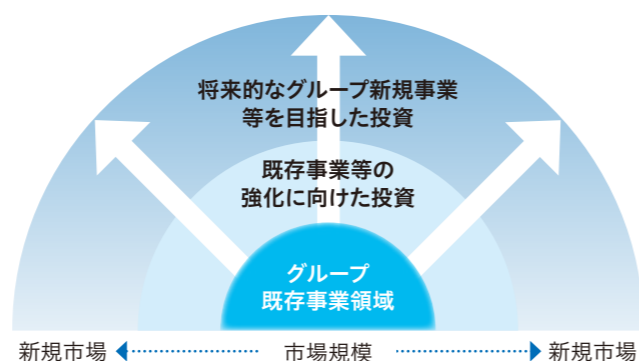 将来的なグループ新規事業
等を目指した投資
既存事業等の
強化に向けた投資
グループ
既存事業領域
新規市場 市場規模 新規市場